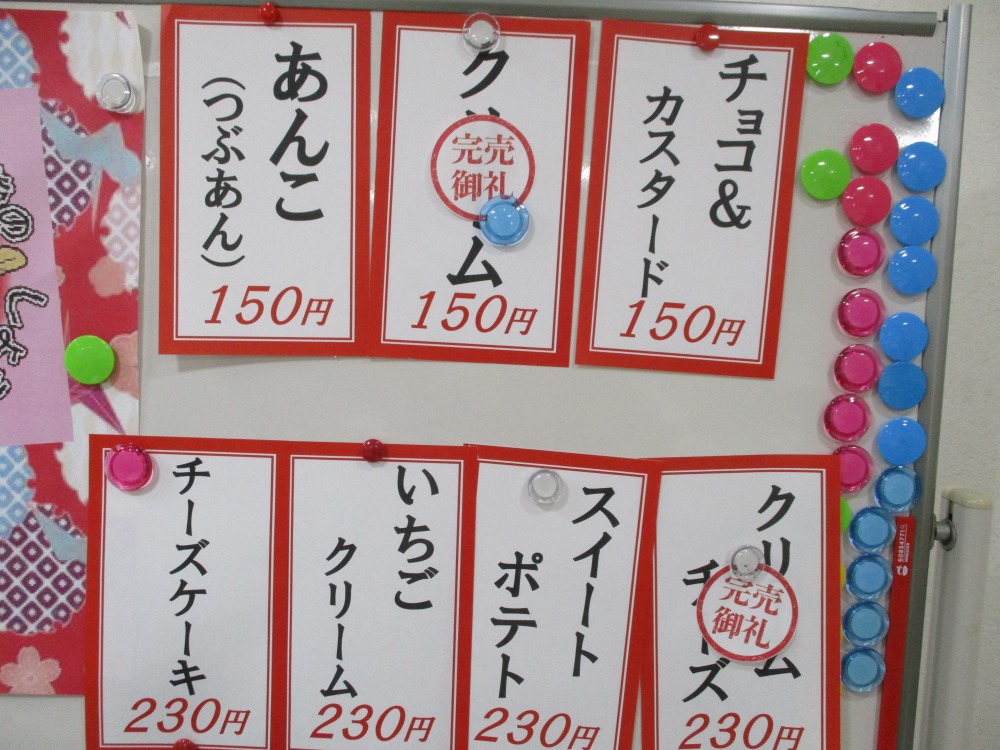 あんこ
（つぶあん）
150円
ク
ム
完売
御礼
150円
チョコ&
カスタード
150円
チーズケーキ
230円
いちご
クリーム
230円
スイート
ポテト
230円
クリーム
チーズ
完売
御礼
230円